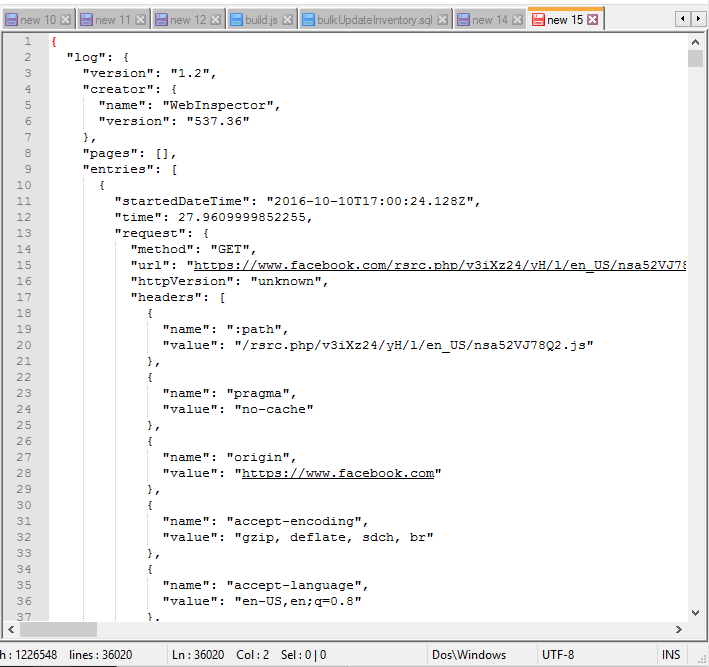 new 10 new 11 new 12 build.js bulkUpdateInventory.sql new 14 new 15
1 {
2 "log": {
3 "version": "1.2",
4 "creator": {
5 "name": "WebInspector",
6 "version": "537.36"
7 },
8 "pages": [],
9 "entries": [
10 {
11 "startedDateTime": "2016-10-10T17:00:24.128Z",
12 "time": 27.9609999852255,
13 "request": {
14 "method": "GET",
15 "url": "https://www.facebook.com/rsrc.php/v3iXz24/yH/l/en_US/nsa52VJ78
16 "httpVersion": "unknown",
17 "headers": [
18 {
19 "name": ":path",
20 "value": "/rsrc.php/v3iXz24/yH/l/en_US/nsa52VJ78Q2.js"
21 },
22 {
23 "name": "pragma",
24 "value": "no-cache"
25 },
26 {
27 "name": "origin",
28 "value": "https://www.facebook.com"
29 },
30 {
31 "name": "accept-encoding",
32 "value": "gzip, deflate, sdch, br"
33 },
34 {
35 "name": "accept-language",
36 "value": "en-US,en;q=0.8"
37 },
h : 1226548 lines : 36020 Ln : 36020 Col : 2 Sel : 0 | 0 Dos\Windows UTF-8 INS